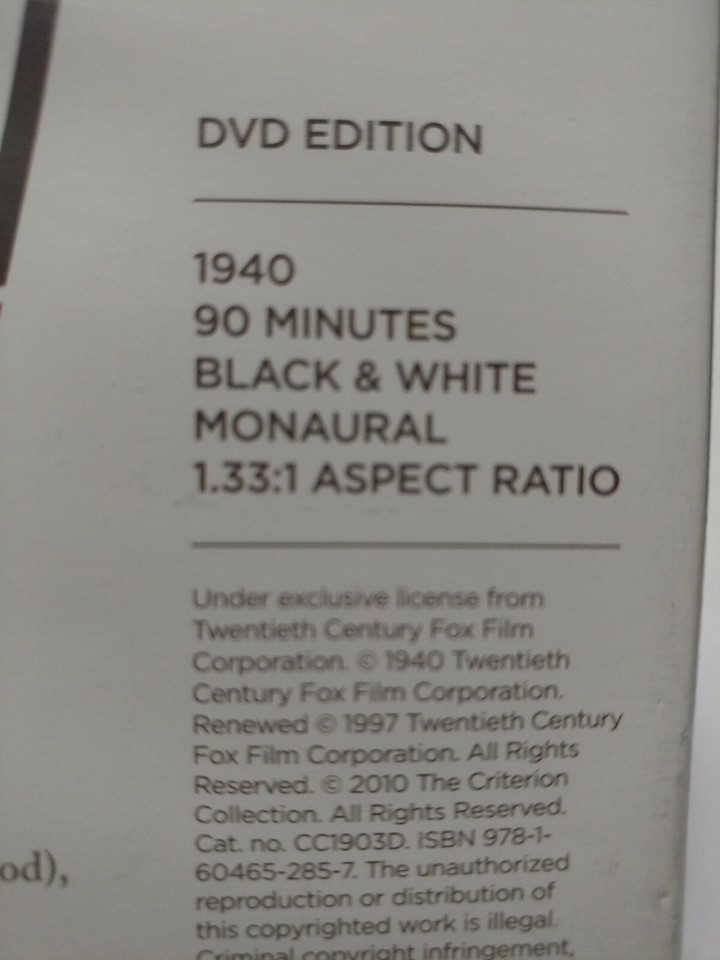 DVD EDITION
1940
90 MINUTES
BLACK & WHITE
MONAURAL
1.33:1 ASPECT RATIO
Under exclusive license from
Twentieth Century Fox Film
Corporation. © 1940 Twentieth
Century Fox Film Corporation.
Renewed © 1997 Twentieth Century
Fox Film Corporation. All Rights
Reserved. © 2010 The Criterion
Collection. All Rights Reserved.
Cat. no. CC1903D. ISBN 978-1-
60465-285-7. The unauthorized
reproduction or distribution of
this copyrighted work is illegal.
Criminal copyright infringement,
od),